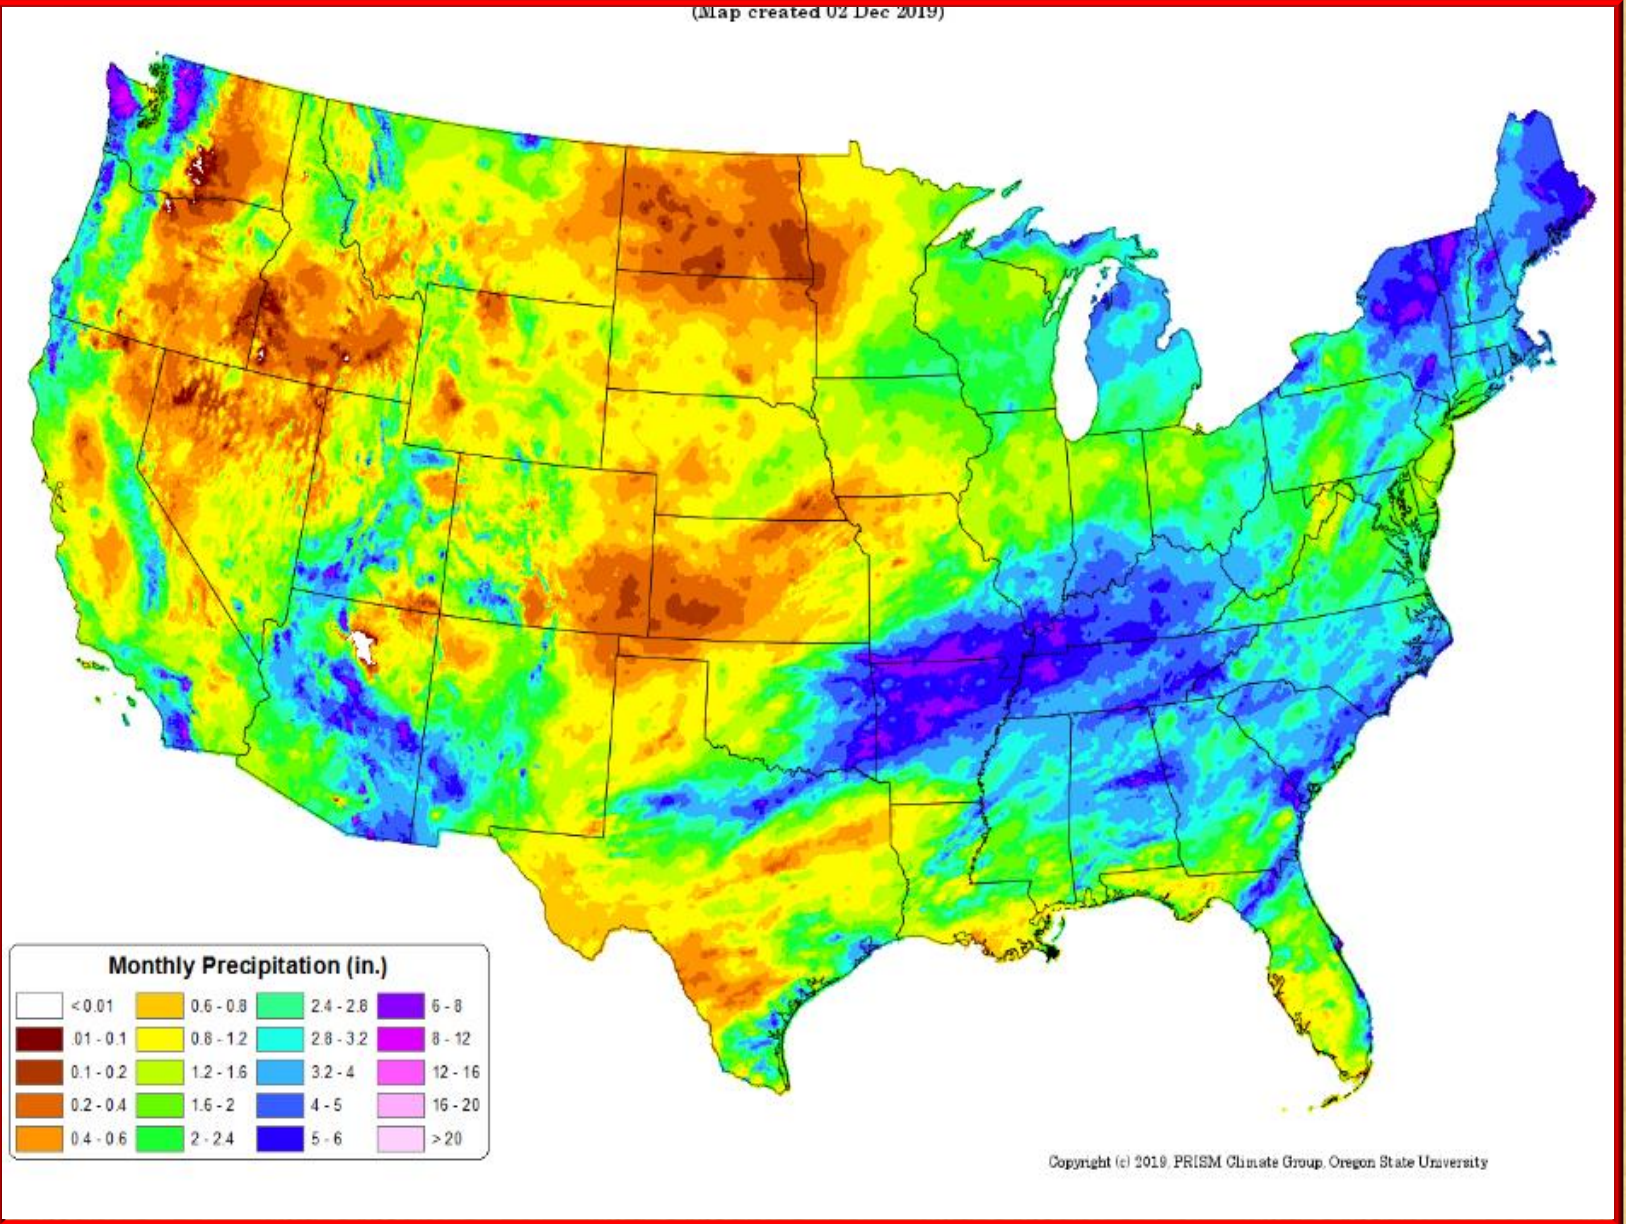 (Map created 02 Dec 2019)
Monthly Precipitation (in.)
< 0.01 0.6 - 0.8 2.4 - 2.8 6 - 8
.01 - 0.1 0.8 - 1.2 2.8 - 3.2 8 - 12
0.1 - 0.2 1.2 - 1.6 3.2 - 4 12 - 16
0.2 - 0.4 1.6 - 2 4 - 5 16 - 20
0.4 - 0.6 2 - 2.4 5 - 6 > 20
Copyright (c) 2019, PRISM Climate Group, Oregon State University